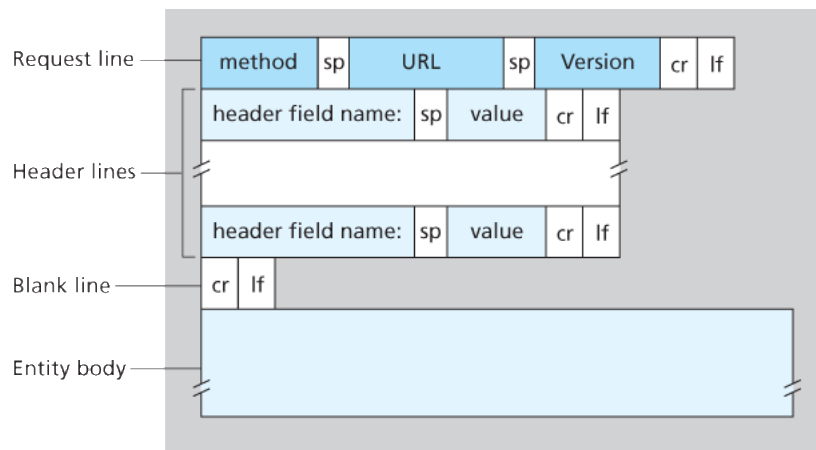 Request line method sp URL sp Version cr lf
header field name: sp value cr lf
Header lines
header field name: sp value cr lf
Blank line cr lf
Entity body